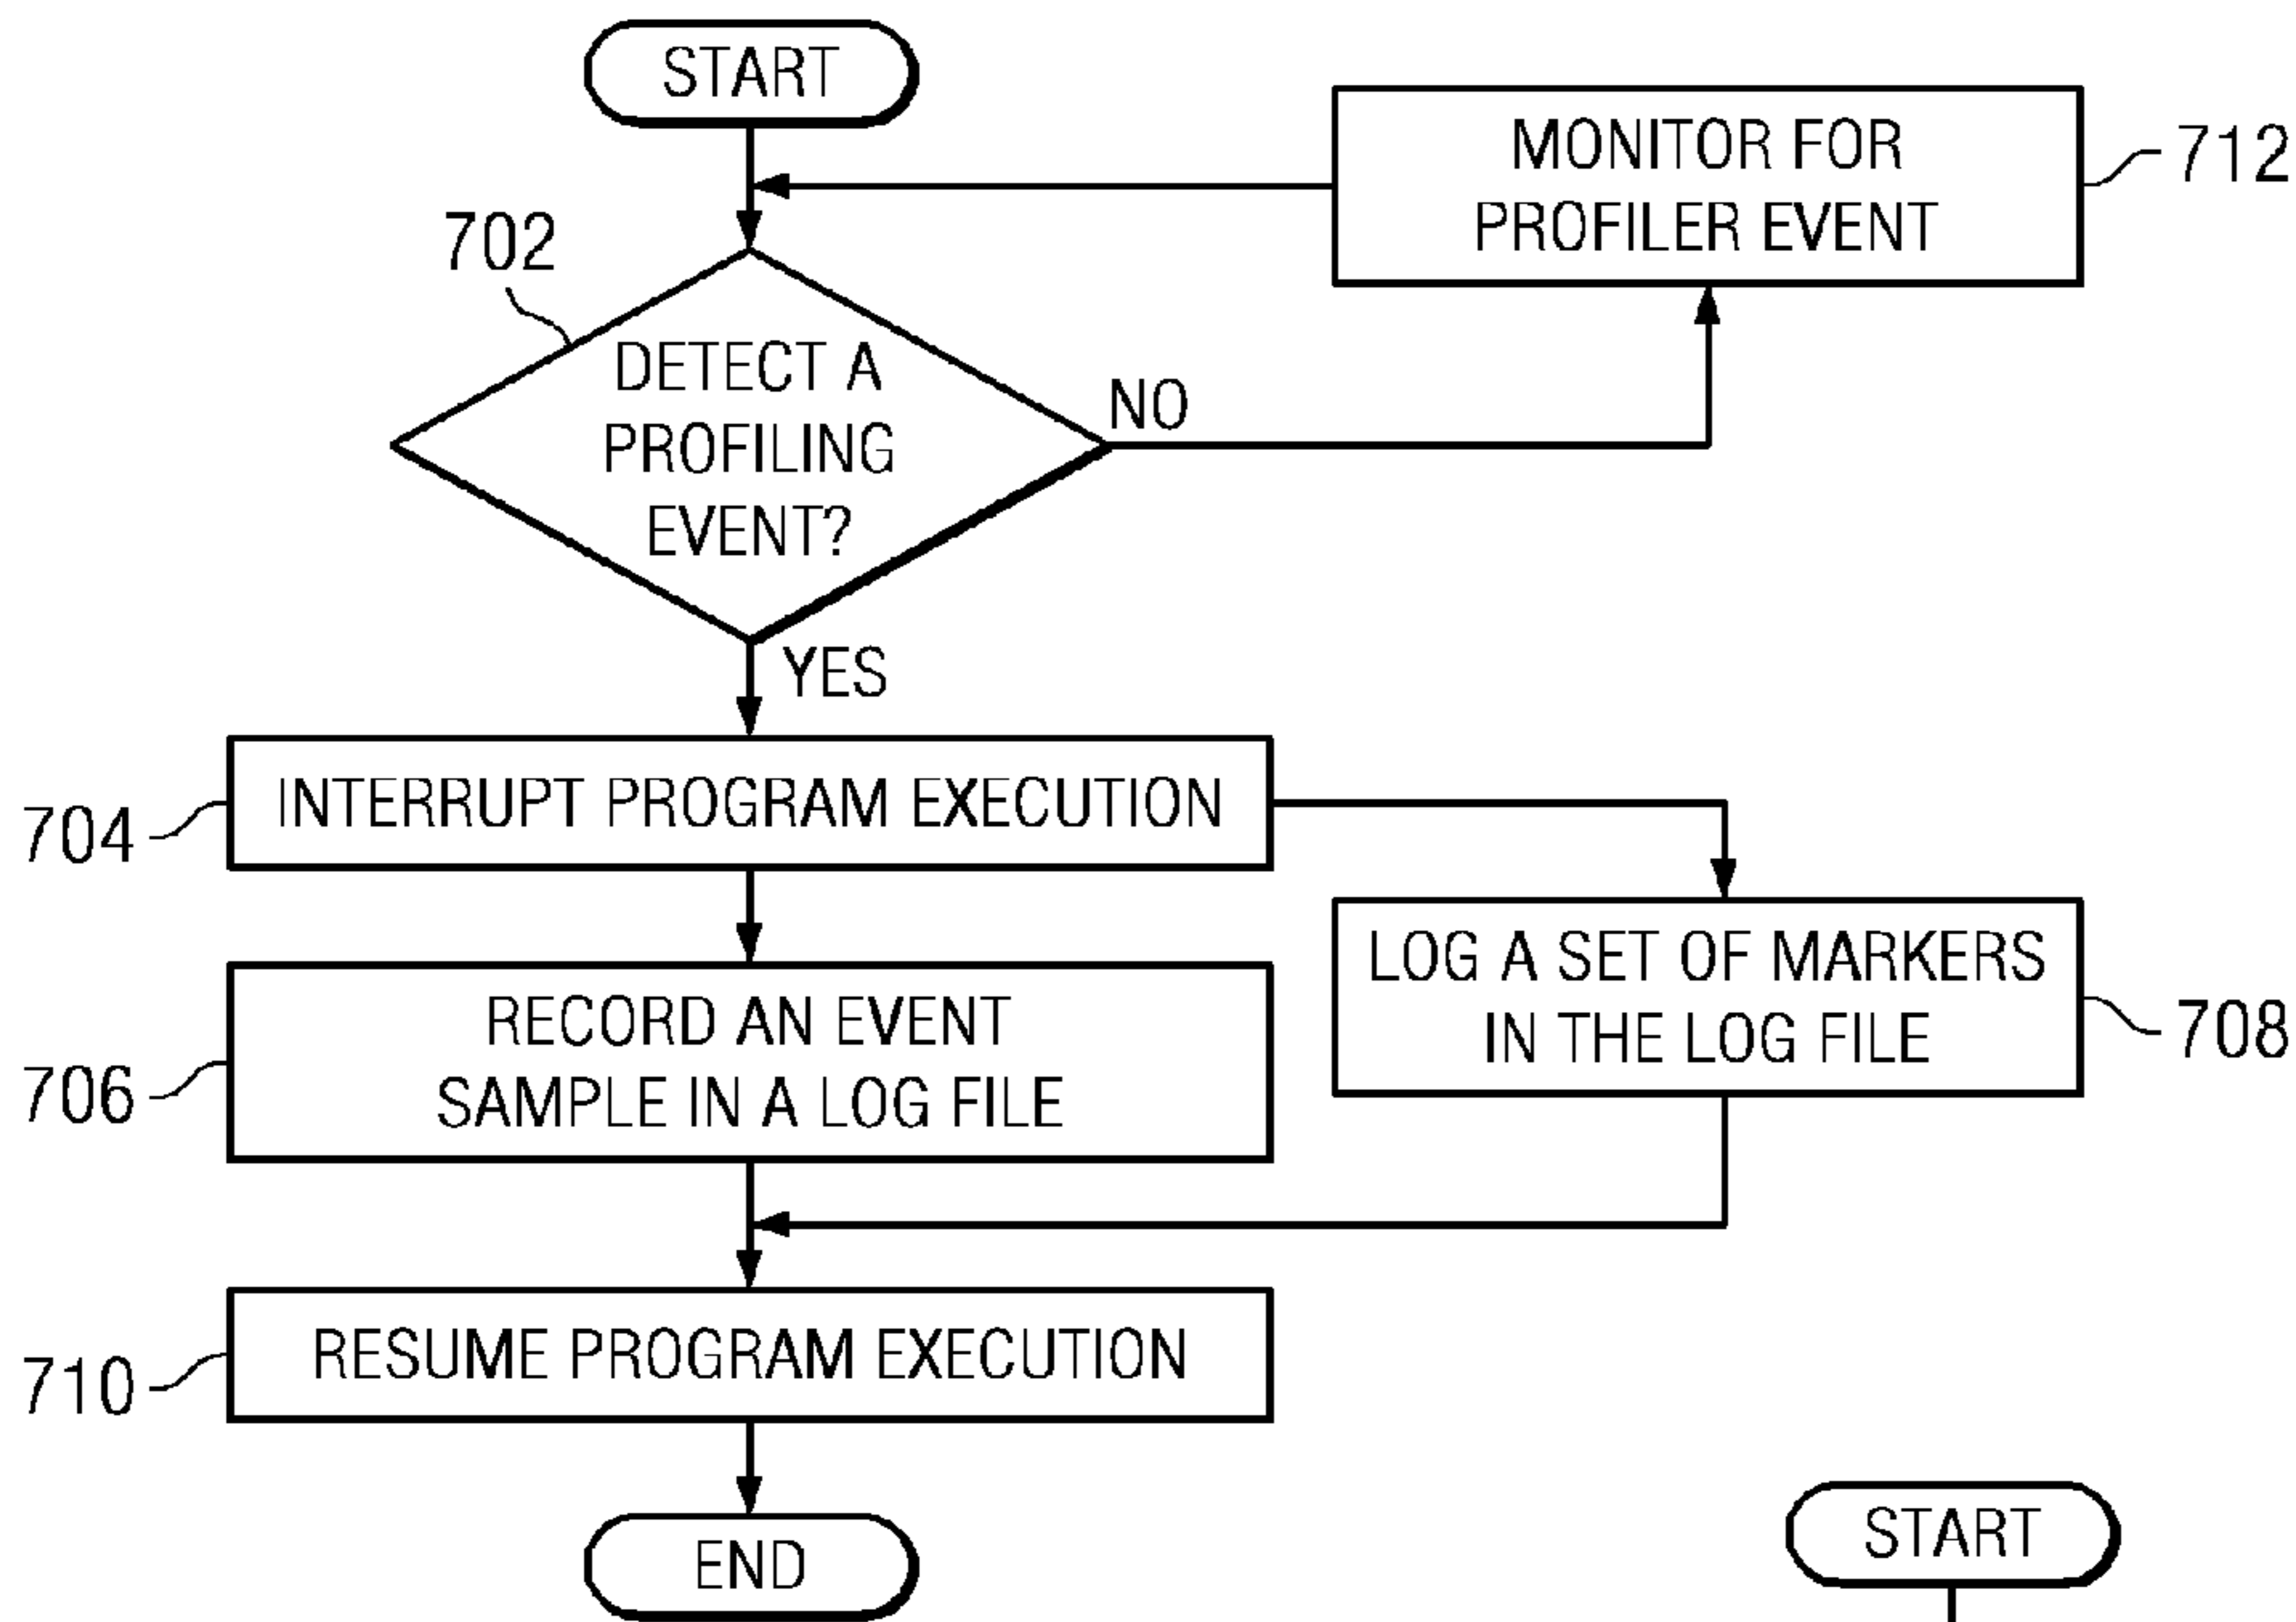 START
MONITOR FOR
PROFILER EVENT
712
702
DETECT A
PROFILING
EVENT?
NO
YES
INTERRUPT PROGRAM EXECUTION
704
LOG A SET OF MARKERS
IN THE LOG FILE
708
RECORD AN EVENT
SAMPLE IN A LOG FILE
706
RESUME PROGRAM EXECUTION
710
END
START